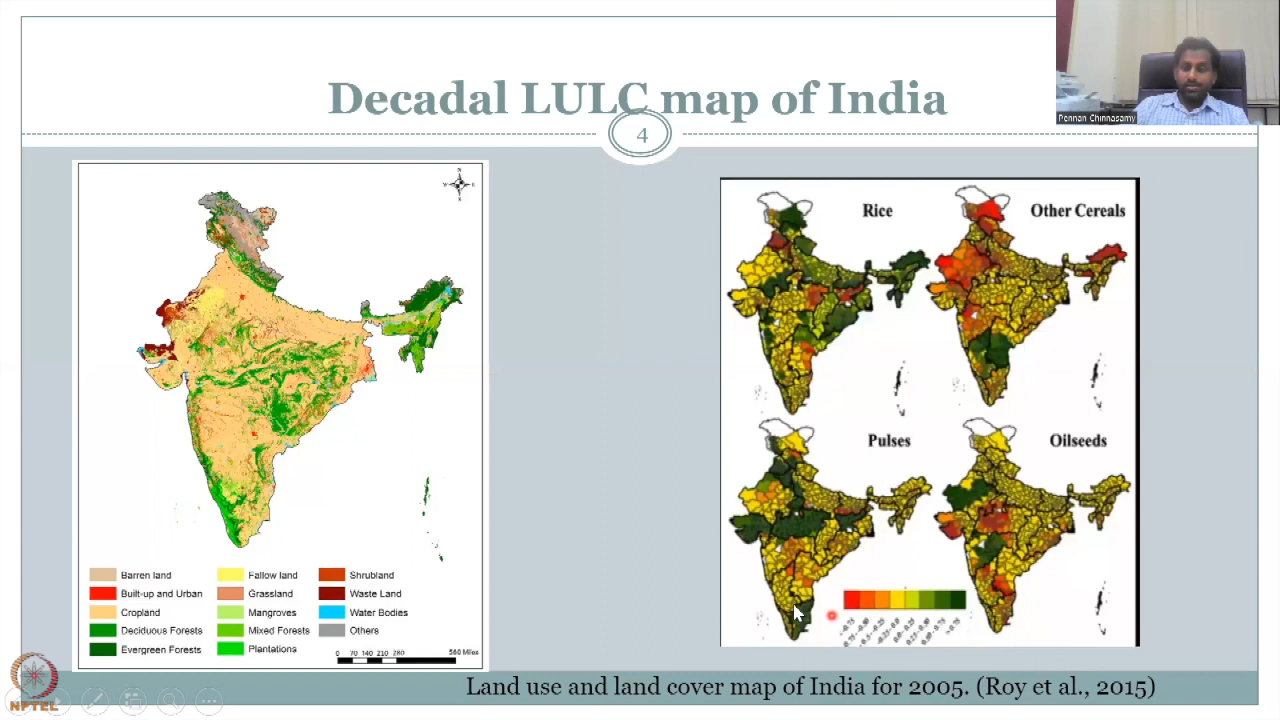 Decadal LULC map of India
4
Pennan Chinnasamy
N
W
E
S
Barren land
Built-up and Urban
Cropland
Deciduous Forests
Evergreen Forests
Fallow land
Grassland
Mangroves
Mixed Forests
Plantations
Shrubland
Waste Land
Water Bodies
Others
0 70 140 210 280 560 Miles
Rice
Other Cereals
Pulses
Oilseeds
Land use and land cover map of India for 2005. (Roy et al., 2015)
NPTEL